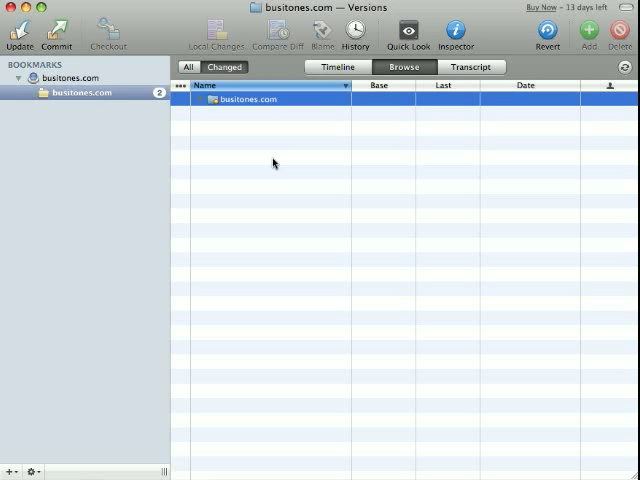 busitones.com — Versions
Buy Now - 13 days left
Update Commit Checkout Local Changes Compare Diff Blame History Quick Look Inspector Revert Add Delete
BOOKMARKS
All Changed Timeline Browse Transcript
busitones.com
busitones.com 2
Name Base Last Date
busitones.com